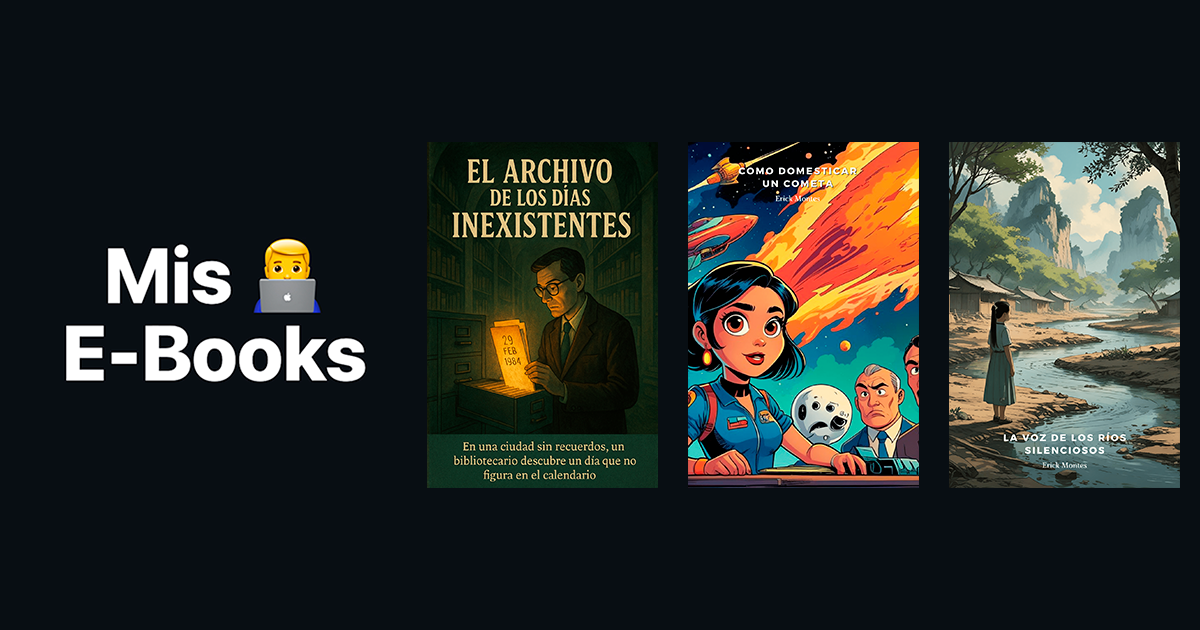 Mis
E-Books
EL ARCHIVO
DE LOS DÍAS
INEXISTENTES
29
FEB
1984
En una ciudad sin recuerdos, un
bibliotecario descubre un día que no
figura en el calendario
COMO DOMESTICAR
UN COMETA
Erick Montes
LA VOZ DE LOS RÍOS
SILENCIOSOS
Erick Montes